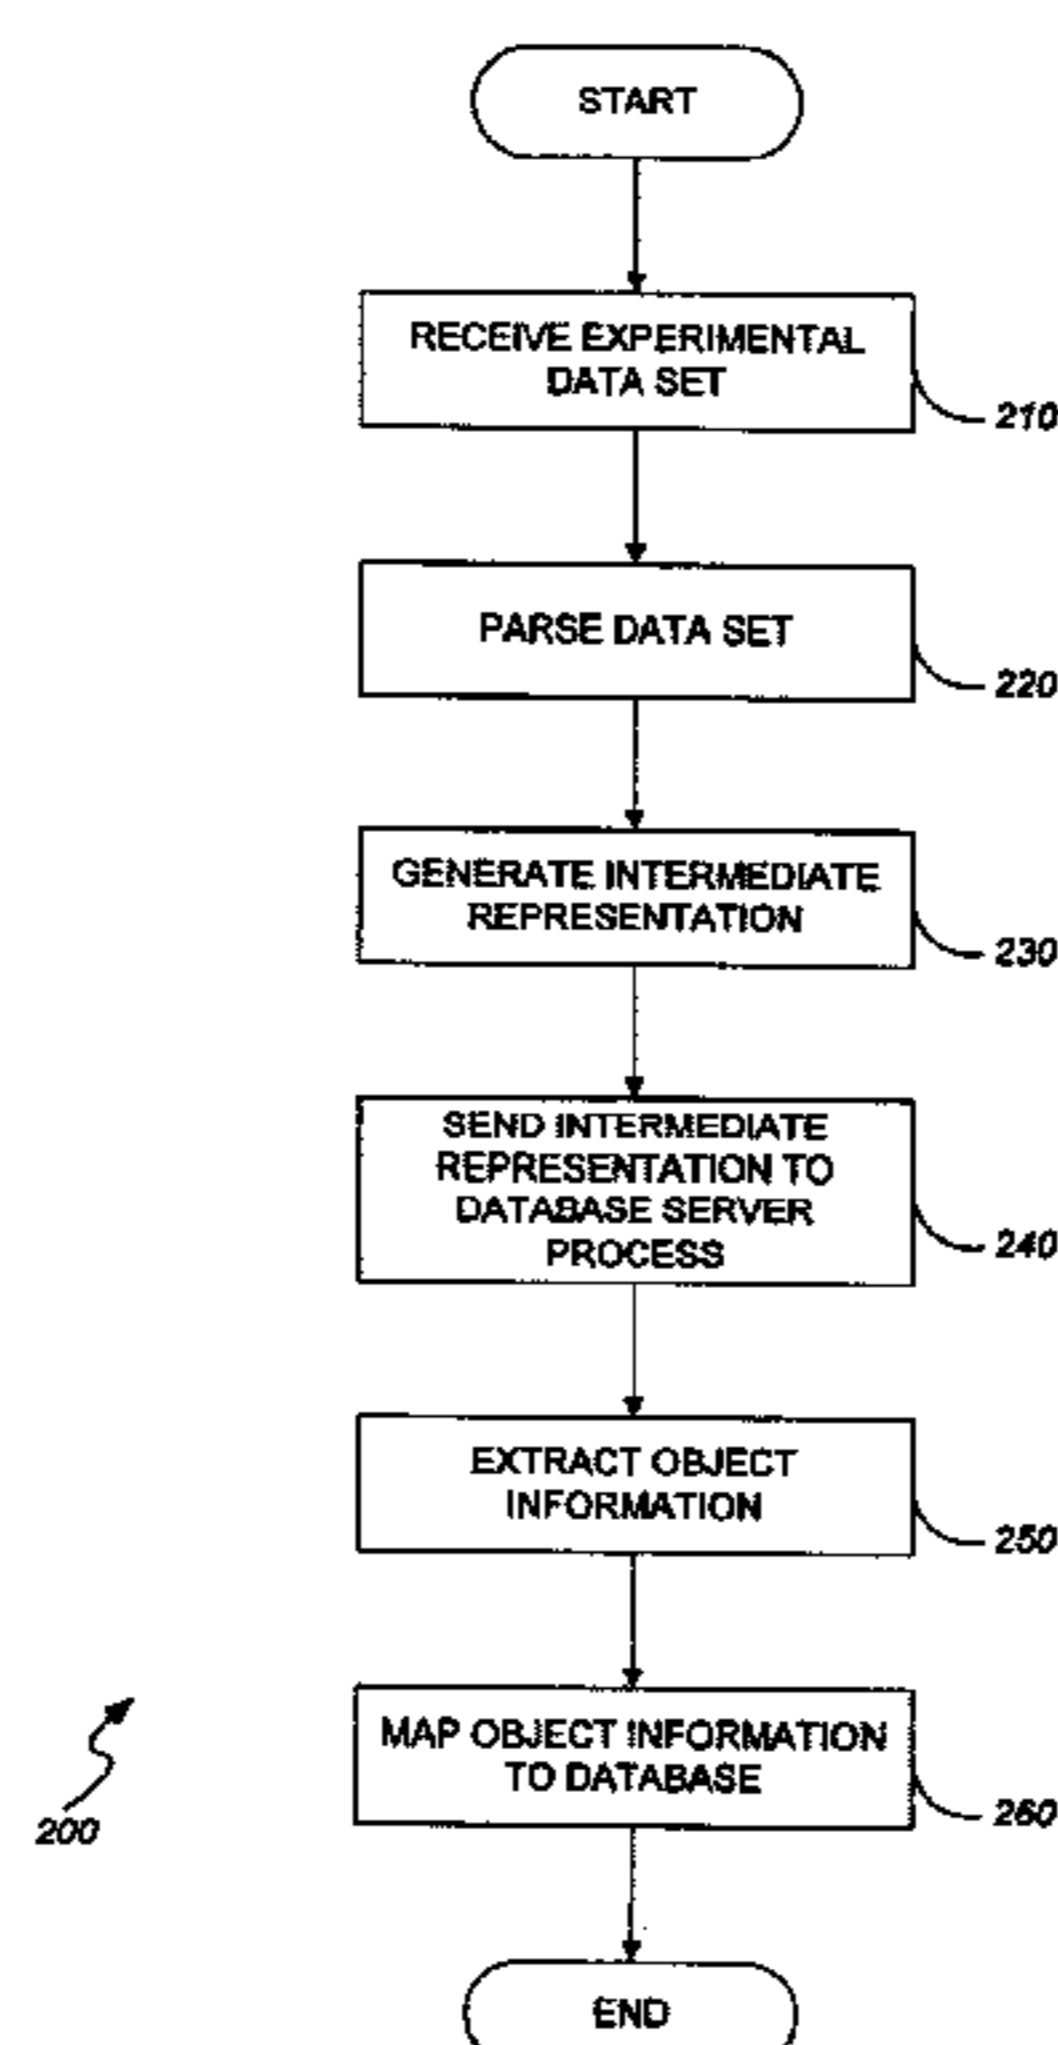 START
RECEIVE EXPERIMENTAL
DATA SET
210
PARSE DATA SET
220
GENERATE INTERMEDIATE
REPRESENTATION
230
SEND INTERMEDIATE
REPRESENTATION TO
DATABASE SERVER
PROCESS
240
EXTRACT OBJECT
INFORMATION
250
MAP OBJECT INFORMATION
TO DATABASE
260
200
END